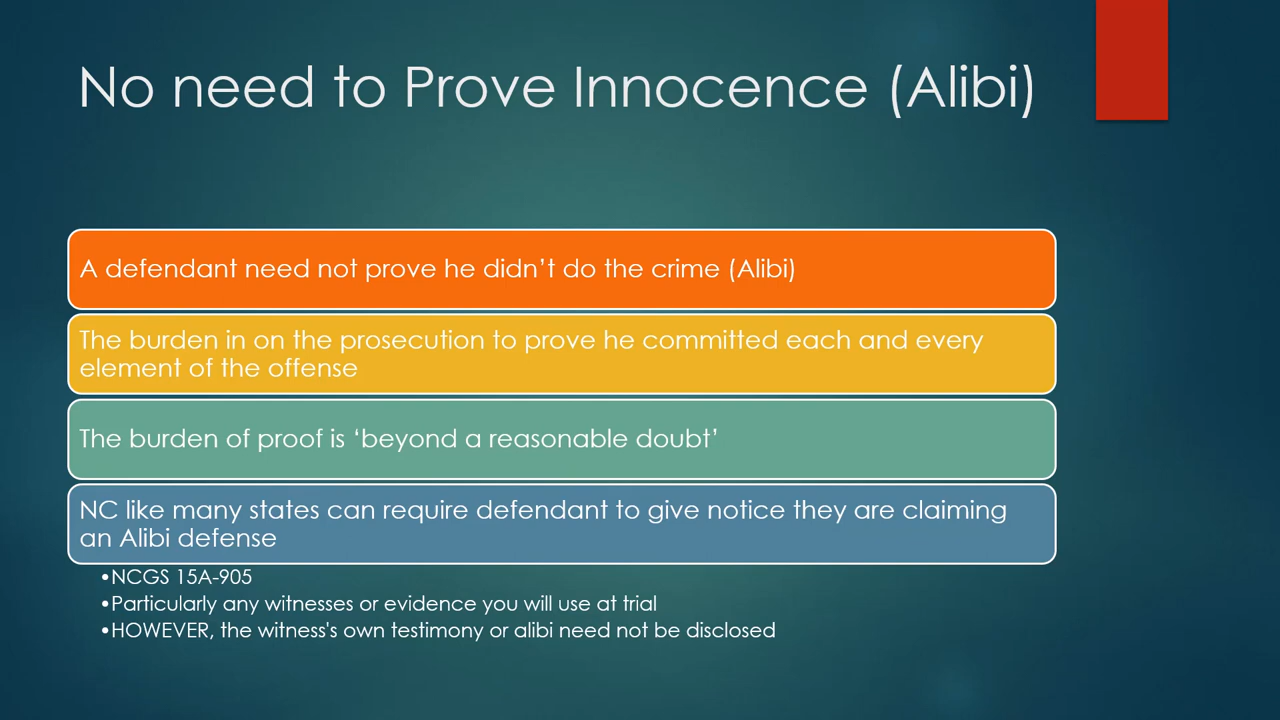 No need to Prove Innocence (Alibi)
A defendant need not prove he didn’t do the crime (Alibi)
The burden in on the prosecution to prove he committed each and every
element of the offense
The burden of proof is ‘beyond a reasonable doubt’
NC like many states can require defendant to give notice they are claiming
an Alibi defense
•NCGS 15A-905
•Particularly any witnesses or evidence you will use at trial
•HOWEVER, the witness's own testimony or alibi need not be disclosed